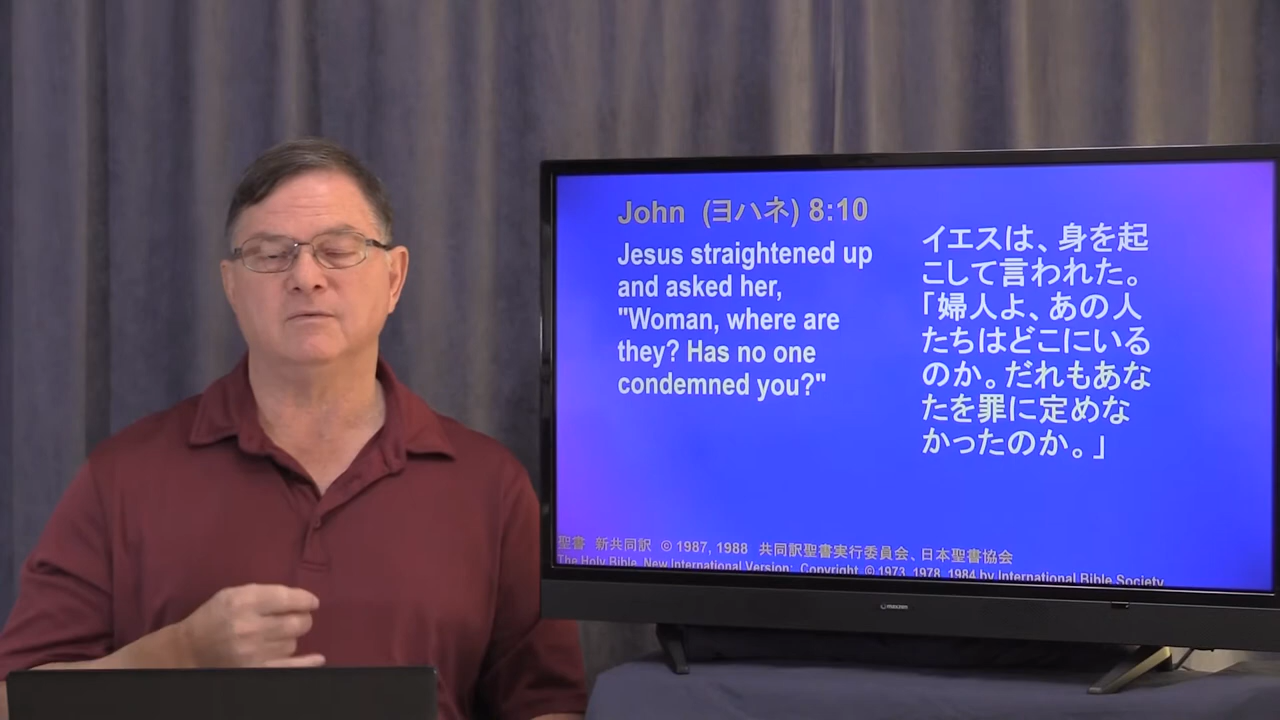 John (ヨハネ) 8:10
Jesus straightened up
and asked her,
"Woman, where are
they? Has no one
condemned you?"
イエスは、身を起
こして言われた。
「婦人よ、あの人
たちはどこにいる
のか。だれもあな
たを罪に定めな
かったのか。」
聖書 新共同訳 © 1987, 1988 共同訳聖書実行委員会、日本聖書協会
The Holy Bible, New International Version: Copyright © 1973, 1978, 1984 by International Bible Society
maxzen